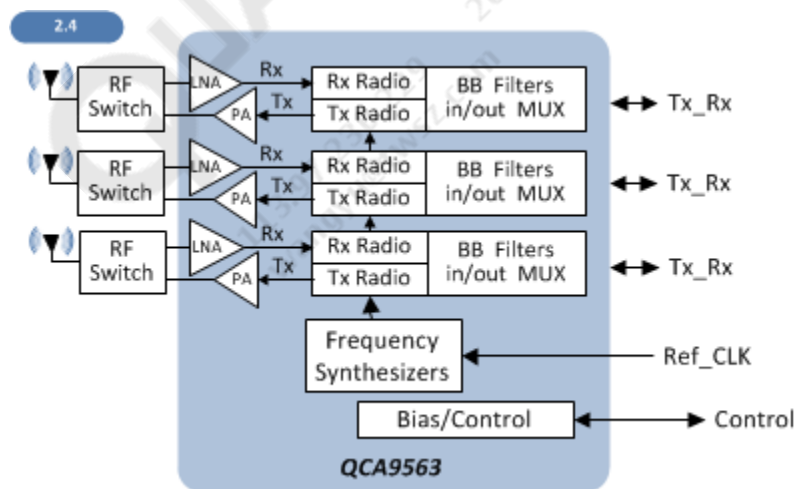 2.4
RF
Switch
LNA
Rx
PA
Tx
Rx Radio
Tx Radio
BB Filters
in/out MUX
Tx_Rx
RF
Switch
LNA
Rx
PA
Tx
Rx Radio
Tx Radio
BB Filters
in/out MUX
Tx_Rx
RF
Switch
LNA
Rx
PA
Tx
Rx Radio
Tx Radio
BB Filters
in/out MUX
Tx_Rx
Frequency
Synthesizers
Ref_CLK
Bias/Control
Control
QCA9563